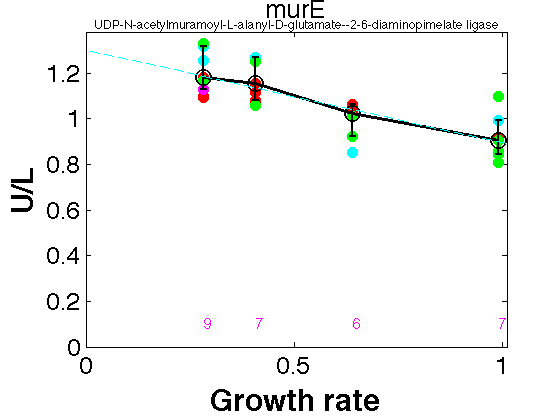 murE
UDP-N-acetylmuramoyl-L-alanyl-D-glutamate--2-6-diaminopimelate ligase
1.2
1
0.8
0.6
0.4
0.2
0
U/L
9 7 6 7
0 0.5 1
Growth rate